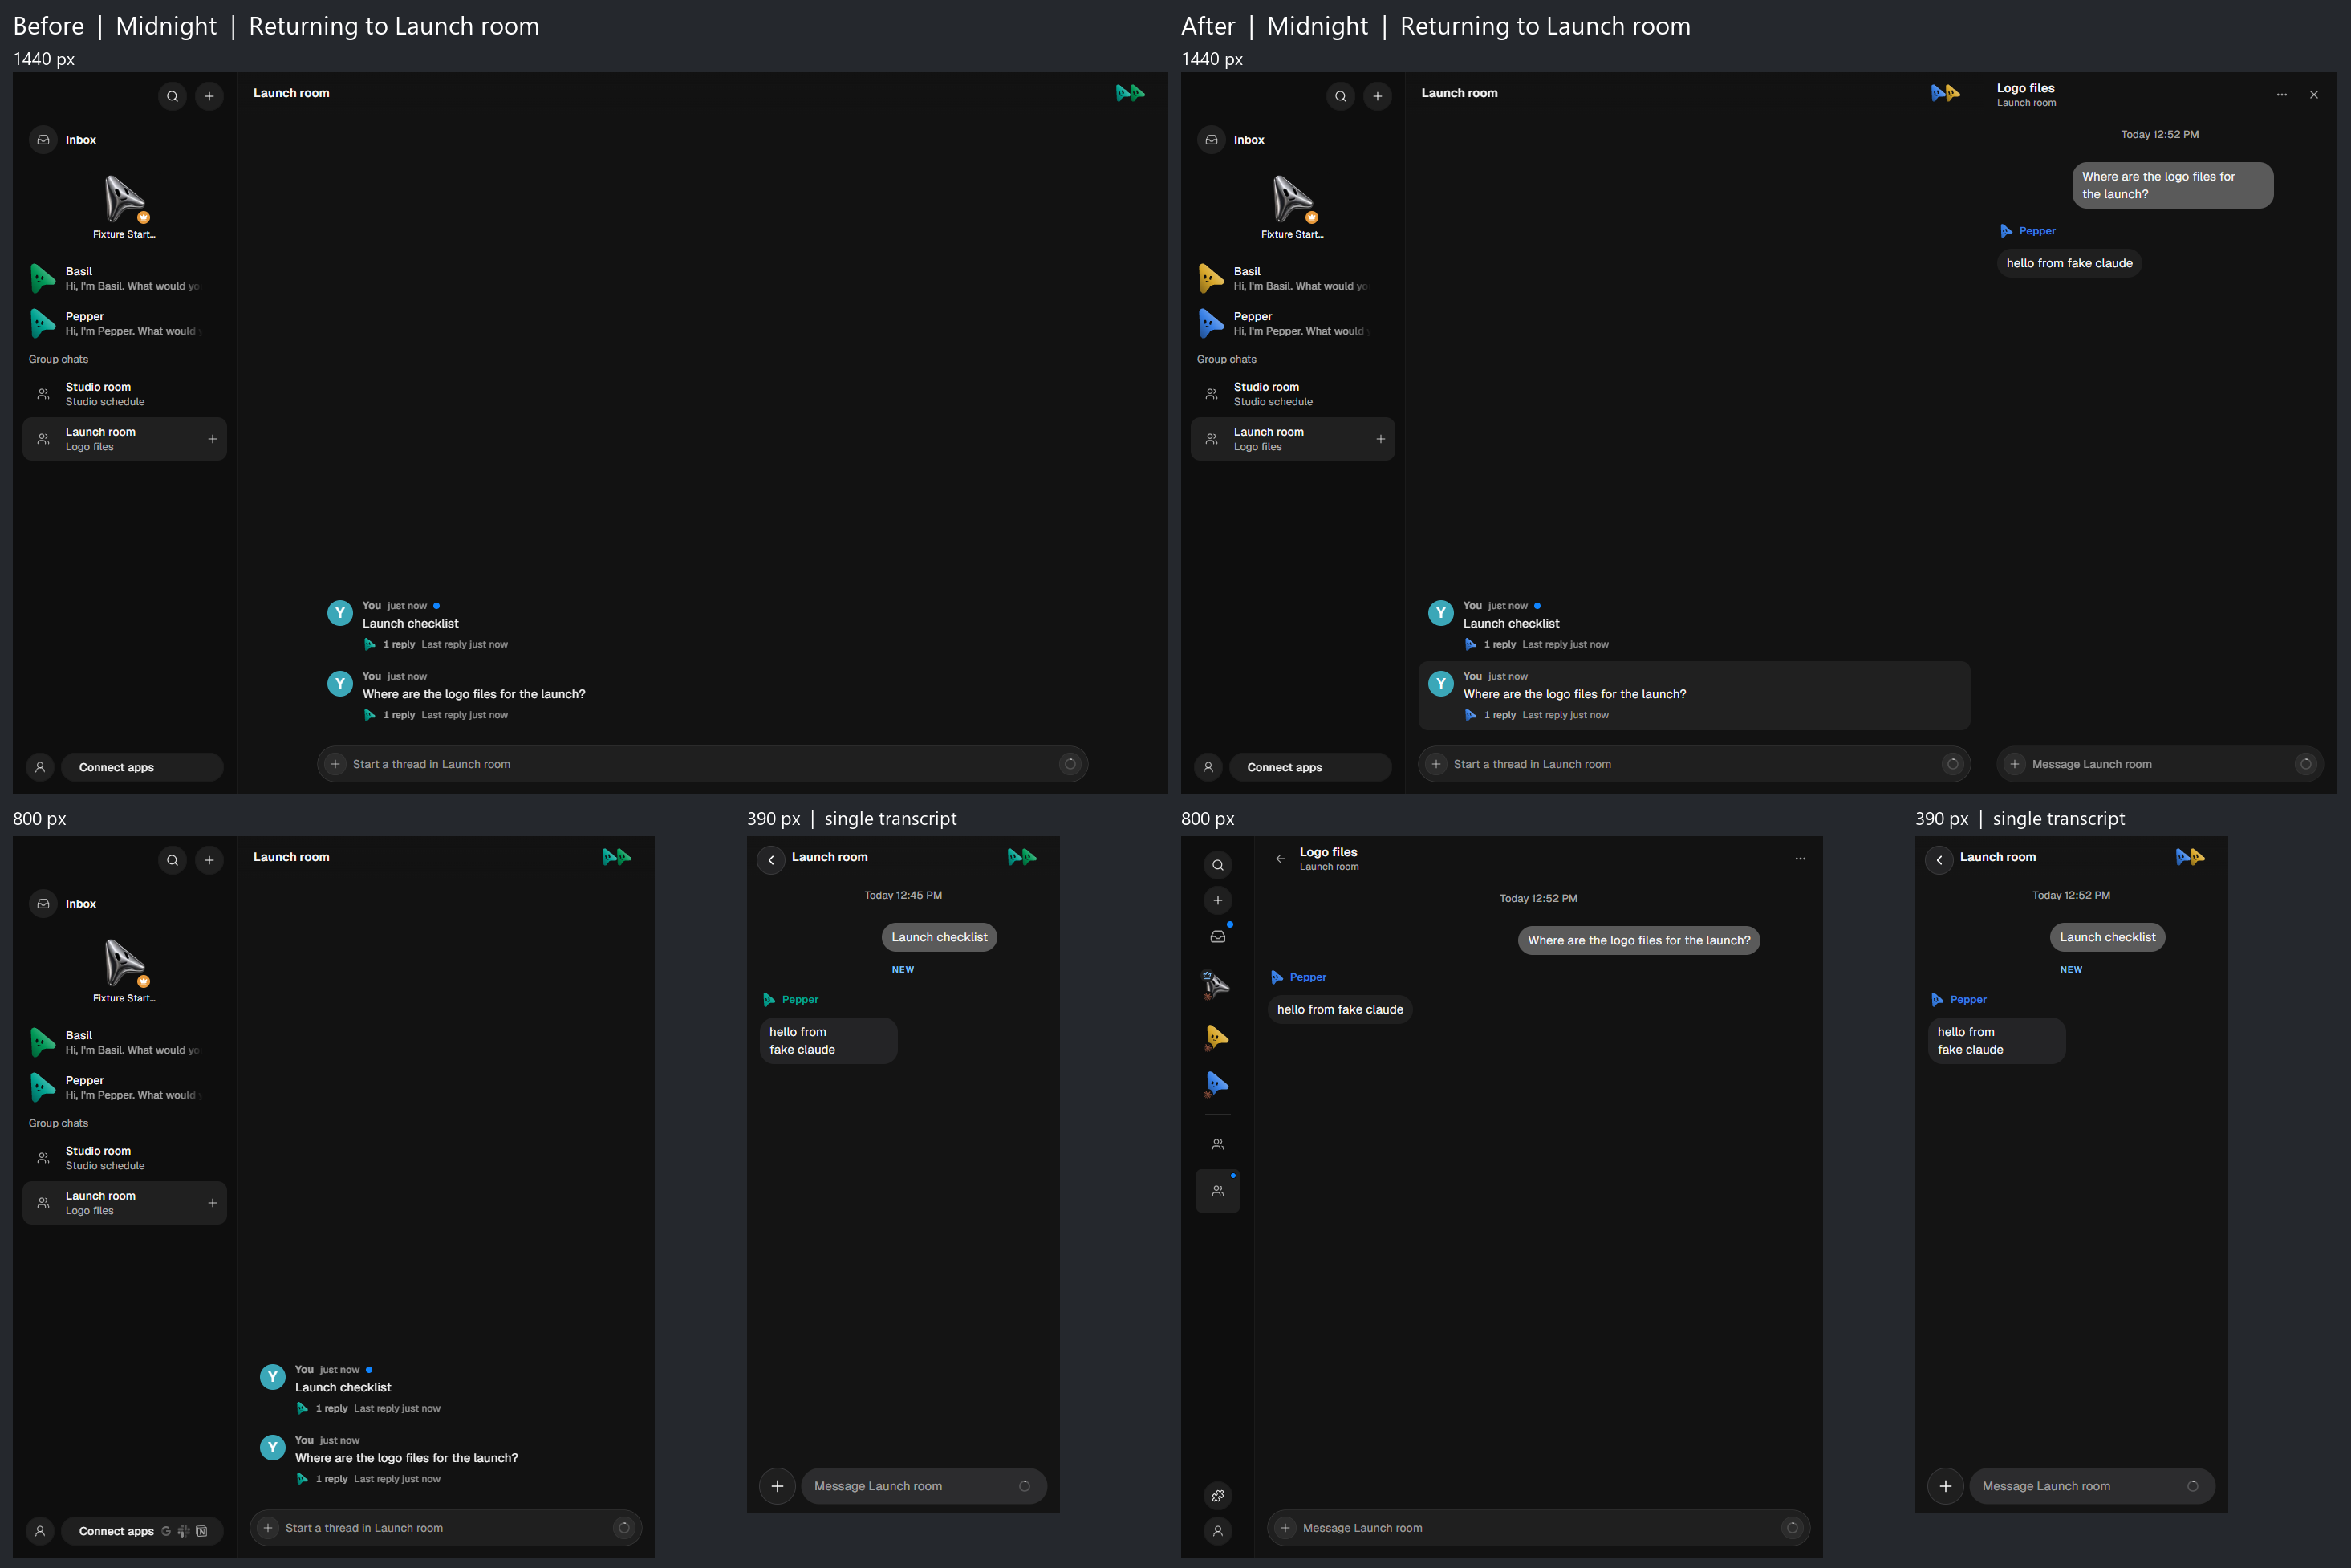 Before | Midnight | Returning to Launch room
1440 px
Inbox
Fixture Start...
Basil
Hi, I'm Basil. What would yo
Pepper
Hi, I'm Pepper. What would
Group chats
Studio room
Studio schedule
Launch room
Logo files
Connect apps
Launch room
Y
You just now
Launch checklist
1 reply Last reply just now
Y
You just now
Where are the logo files for the launch?
1 reply Last reply just now
Start a thread in Launch room
After | Midnight | Returning to Launch room
1440 px
Inbox
Fixture Start...
Basil
Hi, I'm Basil. What would yo
Pepper
Hi, I'm Pepper. What would
Group chats
Studio room
Studio schedule
Launch room
Logo files
Connect apps
Launch room
Y
You just now
Launch checklist
1 reply Last reply just now
Y
You just now
Where are the logo files for the launch?
1 reply Last reply just now
Start a thread in Launch room
Logo files
Launch room
Today 12:52 PM
Where are the logo files for
the launch?
Pepper
hello from fake claude
Message Launch room
800 px
Inbox
Fixture Start...
Basil
Hi, I'm Basil. What would yo
Pepper
Hi, I'm Pepper. What would
Group chats
Studio room
Studio schedule
Launch room
Logo files
Connect apps
Launch room
Y
You just now
Launch checklist
1 reply Last reply just now
Y
You just now
Where are the logo files for the launch?
1 reply Last reply just now
Start a thread in Launch room
390 px | single transcript
Launch room
Today 12:45 PM
Launch checklist
NEW
Pepper
hello from
fake claude
Message Launch room
800 px
Logo files
Launch room
Today 12:52 PM
Where are the logo files for the launch?
Pepper
hello from fake claude
Message Launch room
390 px | single transcript
Launch room
Today 12:52 PM
Launch checklist
NEW
Pepper
hello from
fake claude
Message Launch room